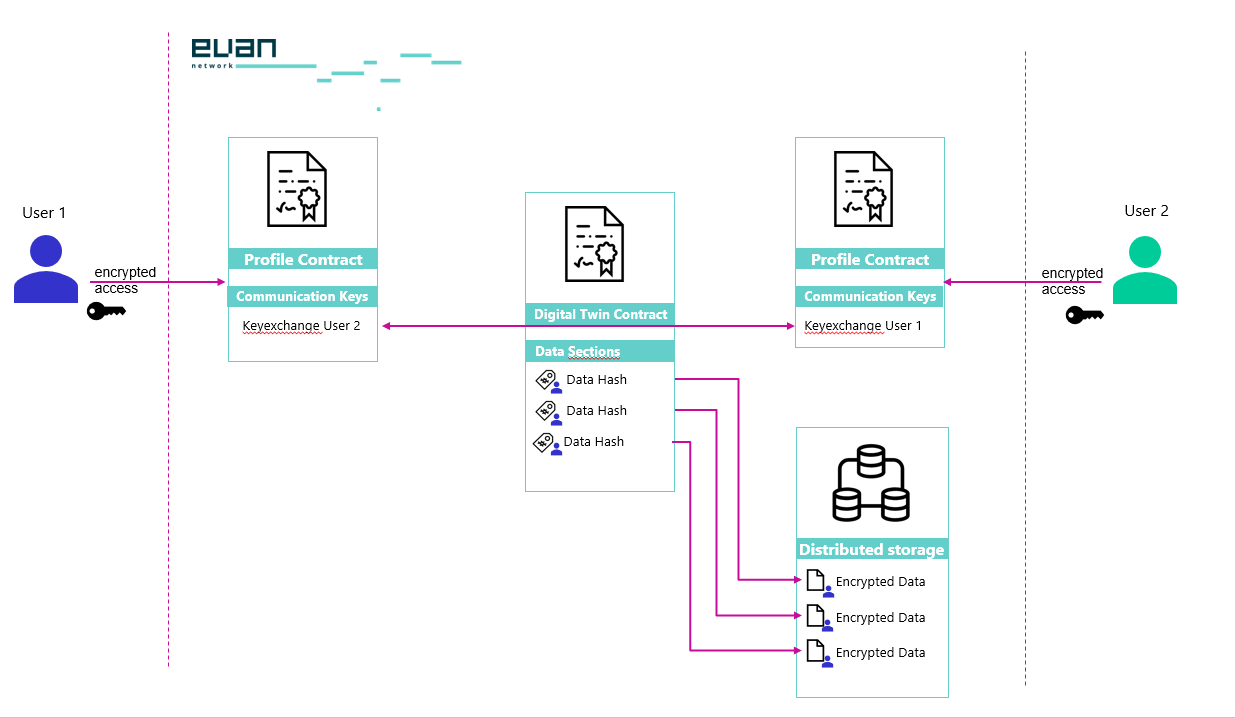 evan
network
User 1
encrypted
access
Profile Contract
Communication Keys
Keyexchange User 2
Digital Twin Contract
Data Sections
Data Hash
Data Hash
Data Hash
Profile Contract
Communication Keys
Keyexchange User 1
User 2
encrypted
access
Distributed storage
Encrypted Data
Encrypted Data
Encrypted Data